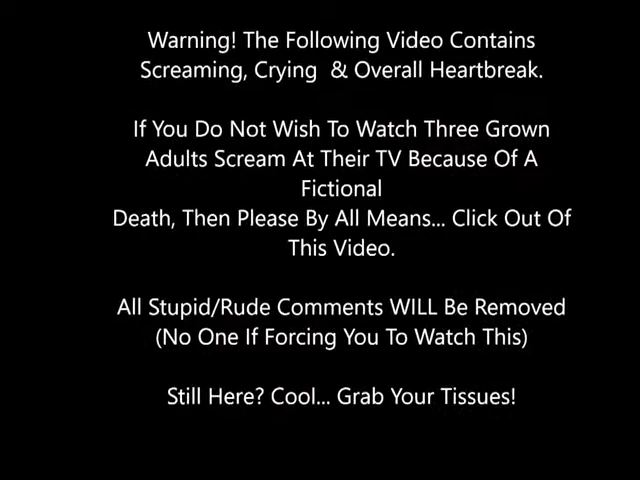 Warning! The Following Video Contains
Screaming, Crying & Overall Heartbreak.
If You Do Not Wish To Watch Three Grown
Adults Scream At Their TV Because Of A
Fictional
Death, Then Please By All Means... Click Out Of
This Video.
All Stupid/Rude Comments WILL Be Removed
(No One If Forcing You To Watch This)
Still Here? Cool... Grab Your Tissues!